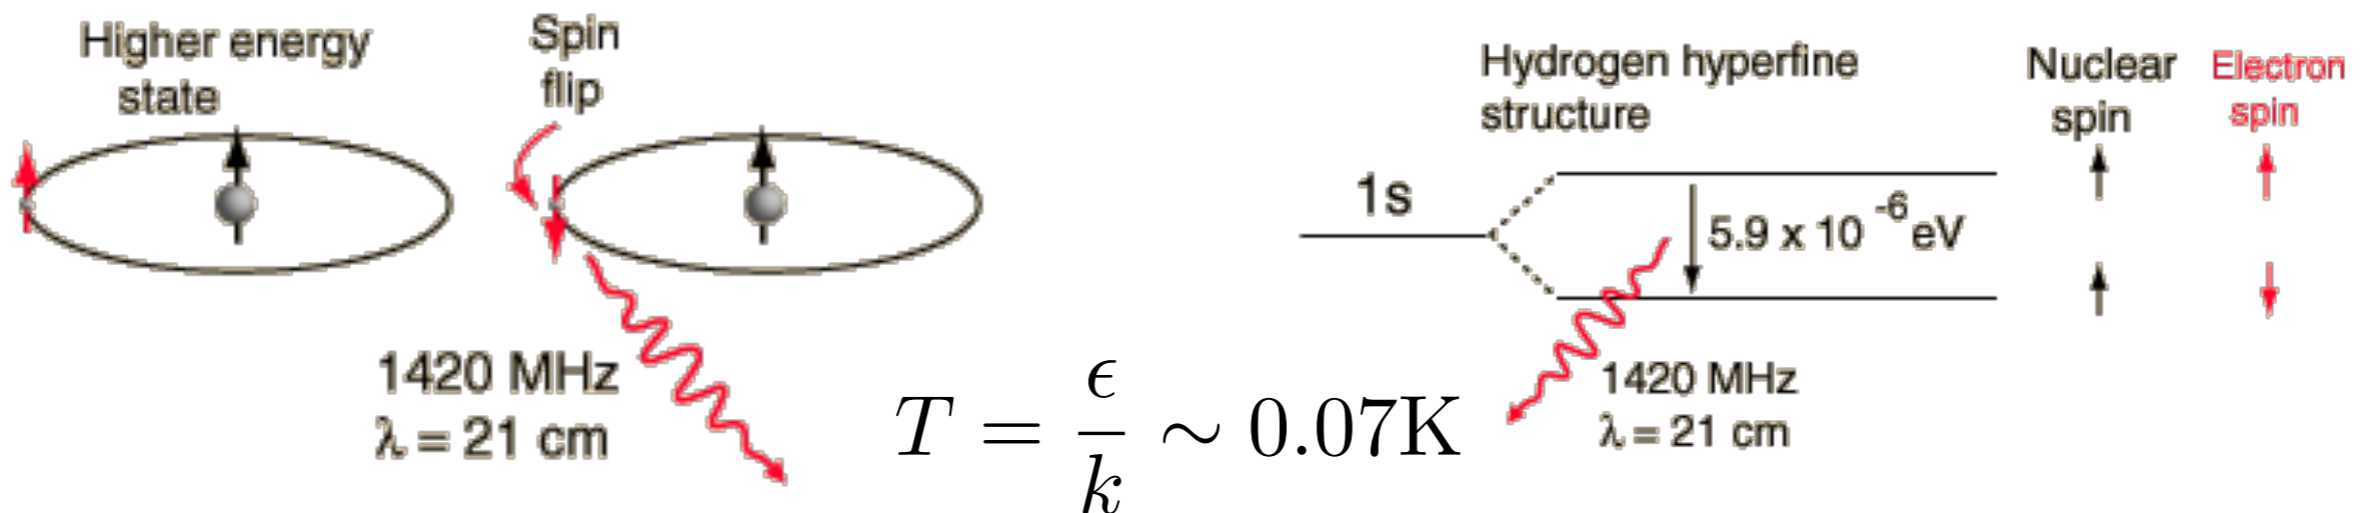 Higher energy
state
Spin
flip
1420 MHz
λ = 21 cm
T = ϵ/k ∼ 0.07K
Hydrogen hyperfine
structure
1s
5.9 x 10 -6 eV
1420 MHz
λ = 21 cm
Nuclear
spin
Electron
spin